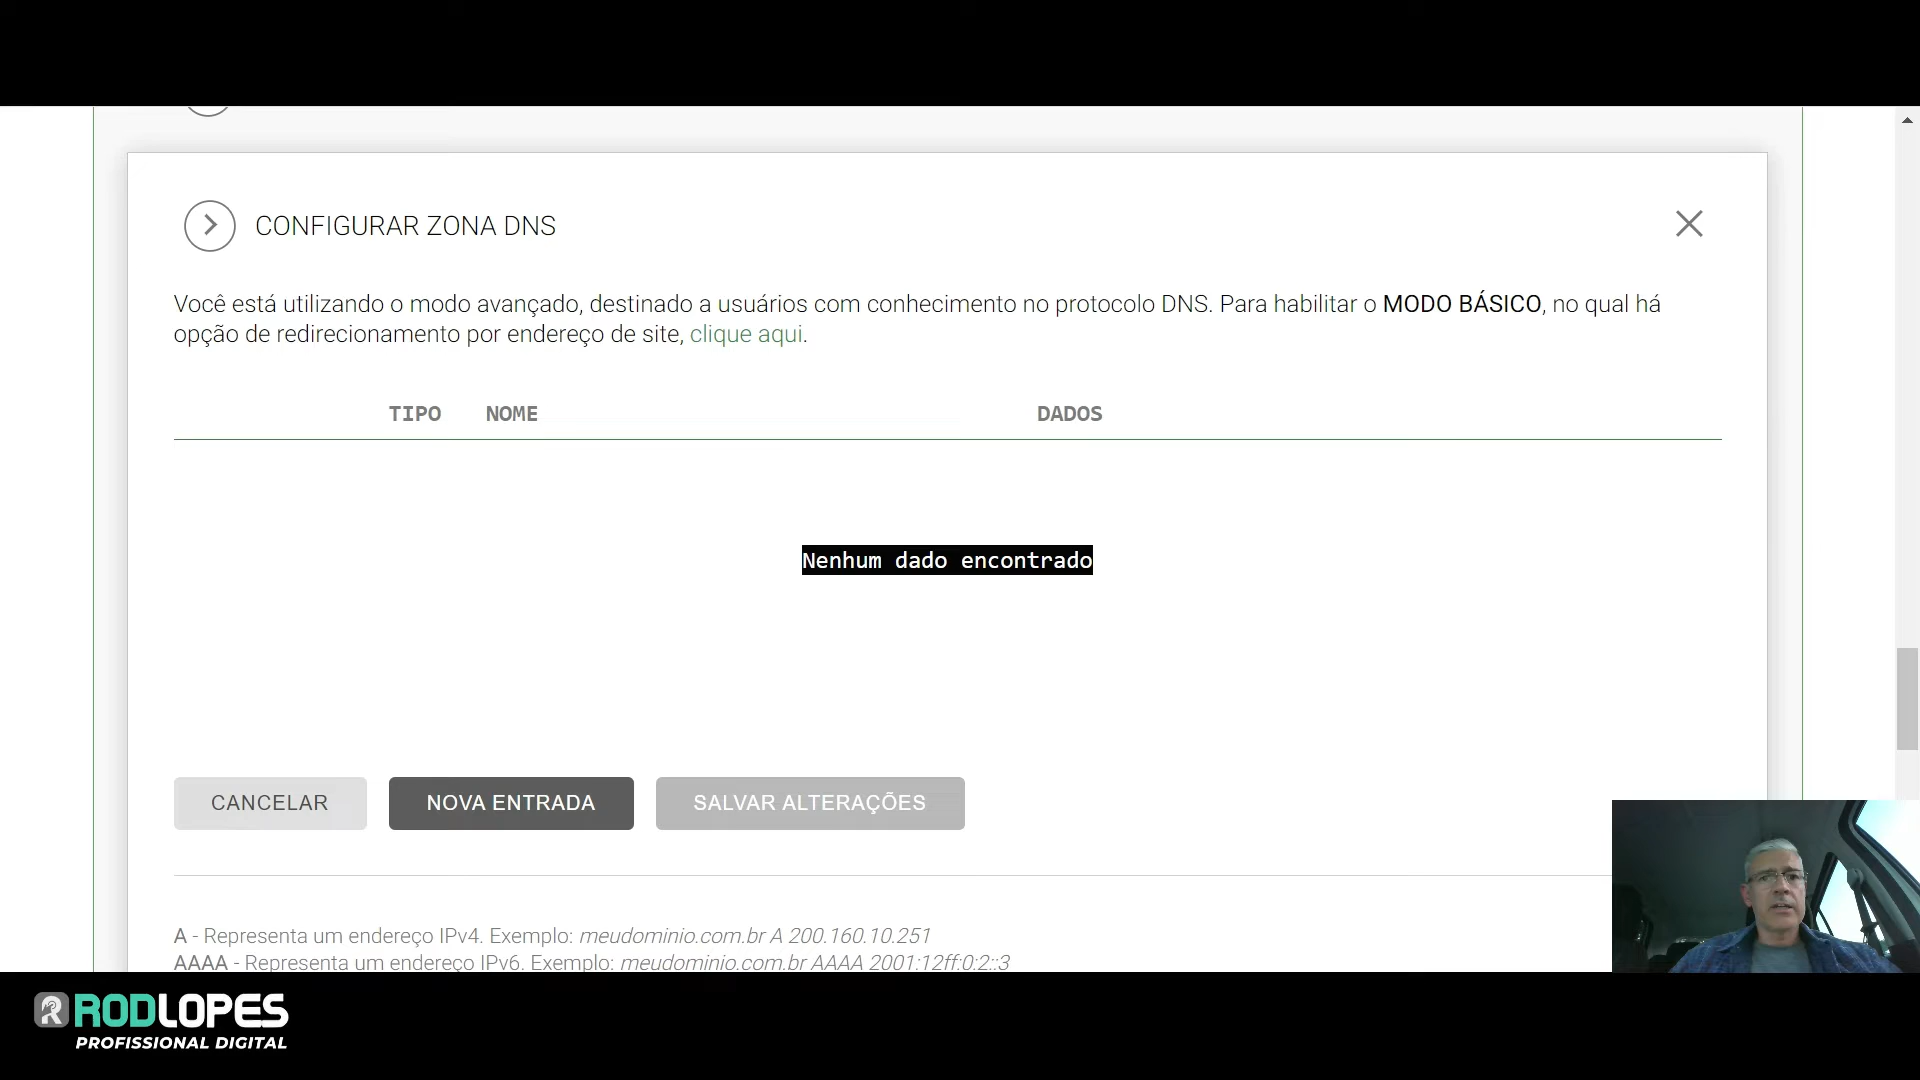 CONFIGURAR ZONA DNS
Você está utilizando o modo avançado, destinado a usuários com conhecimento no protocolo DNS. Para habilitar o MODO BÁSICO, no qual há
opção de redirecionamento por endereço de site, clique aqui.
TIPO NOME DADOS
Nenhum dado encontrado
CANCELAR NOVA ENTRADA SALVAR ALTERAÇÕES
A - Representa um endereço IPv4. Exemplo: meudominio.com.br A 200.160.10.251
AAAA - Representa um endereço IPv6. Exemplo: meudominio.com.br AAAA 2001:12ff:0:2::3
RODLOPES
PROFISSIONAL DIGITAL